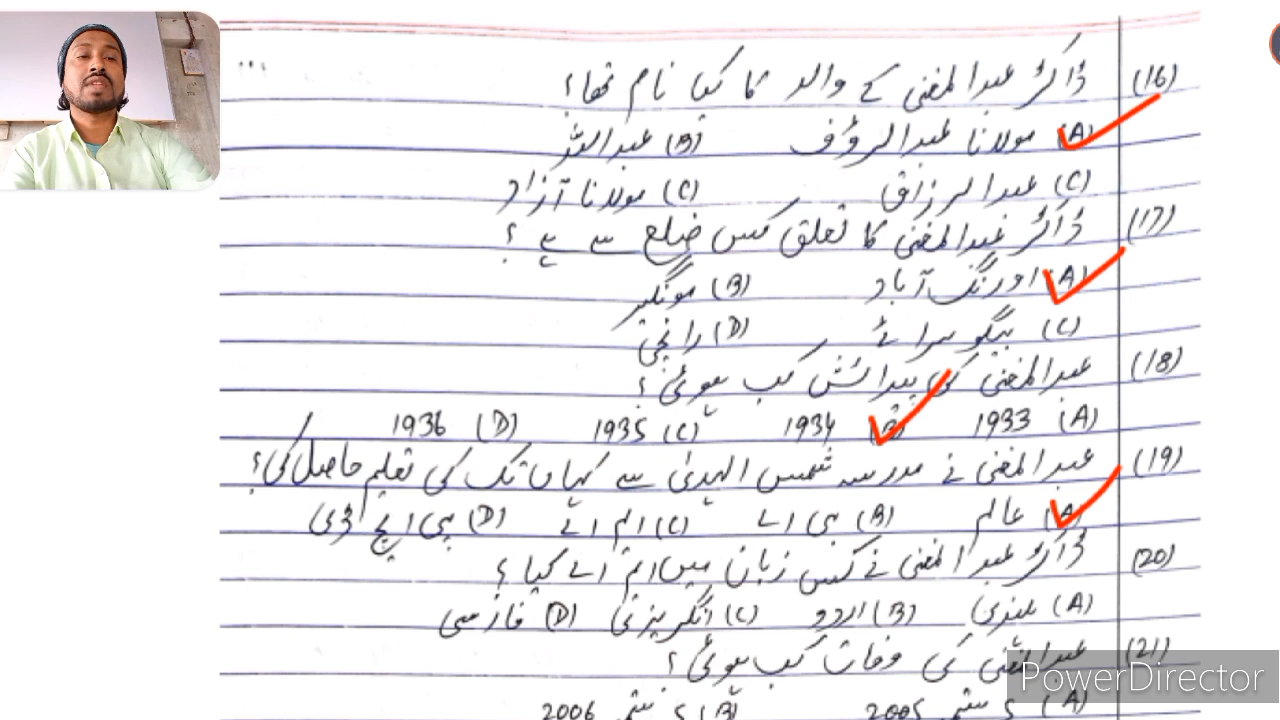 (16) ڈاکٹر عبدالمغنی کے والد کا کیا نام تھا؟
(A) مولانا عبدالرؤف (B) عبداللہ
(C) عبدالرزاق (C) مولانا آزاد
(17) ڈاکٹر عبدالمغنی کا تعلق کس ضلع سے ہے؟
(A) اورنگ آباد (B) مونگیر
(C) بیگوسرائے (D) رانچی
(18) عبدالمغنی کی پیدائش کب ہوئی؟
(A) 1933 (B) 1934 (C) 1935 (D) 1936
(19) عبدالمغنی نے مدرسہ شمس الہدیٰ سے کہاں تک کی تعلیم حاصل کی؟
(A) عالم (B) بی اے (C) ایم اے (D) پی ایچ ڈی
(20) ڈاکٹر عبدالمغنی نے کس زبان میں ایم اے کیا؟
(A) ہندی (B) اردو (C) انگریزی (D) فارسی
(21) عبدالمغنی کی وفات کب ہوئی؟
(A) 2005 (B) 2006
PowerDirector